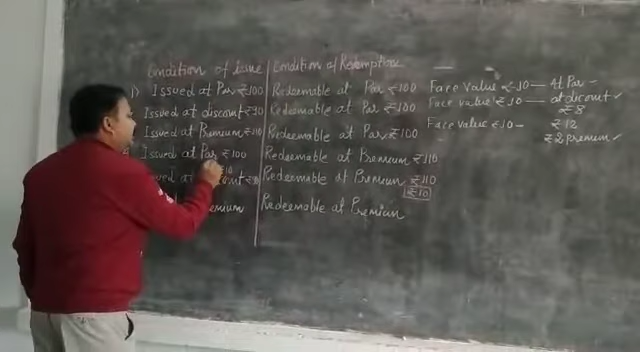 Condition of issue Condition of Redemption
1) Issued at Par ₹100 Redeemable at Par ₹100
Issued at discount ₹90 Redeemable at Par ₹100
Issued at Premium ₹110 Redeemable at Par ₹100
Issued at Par ₹100 Redeemable at Premium ₹110
Redeemable at Premium ₹110
₹10
Redeemable at Premium
Face Value ₹10 — At Par –
Face value ₹10 — at discount ✓
₹8
Face value ₹10 –
₹12
₹2 premium ✓